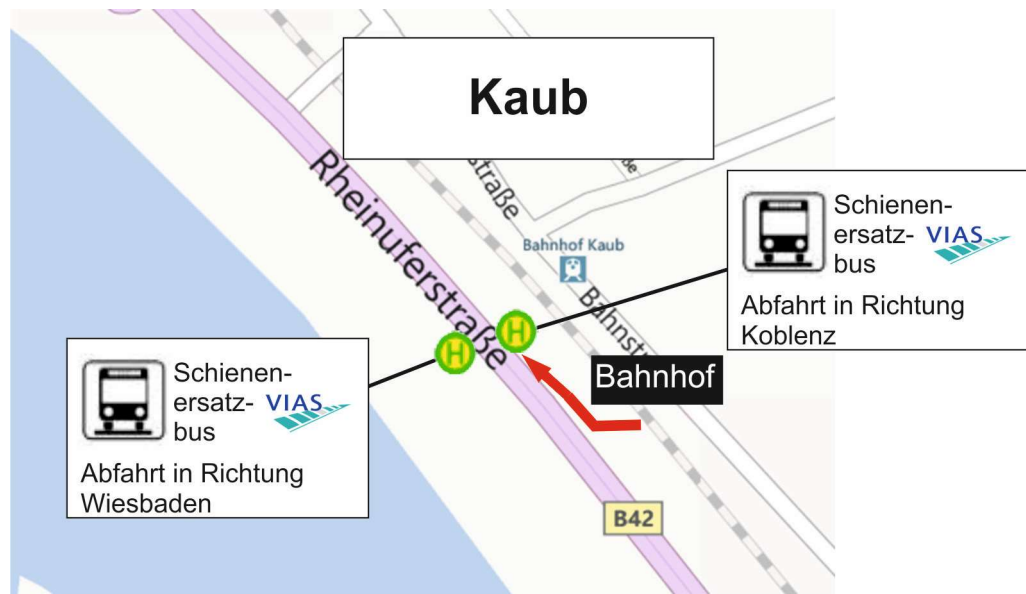 Kaub
Rheinuferstraße
straße
Bahnhof Kaub
Schienen-
ersatz- VIAS
bus
Abfahrt in Richtung
Koblenz
H
H
Bahnhof
Schienen-
ersatz- VIAS
bus
Abfahrt in Richtung
Wiesbaden
B42